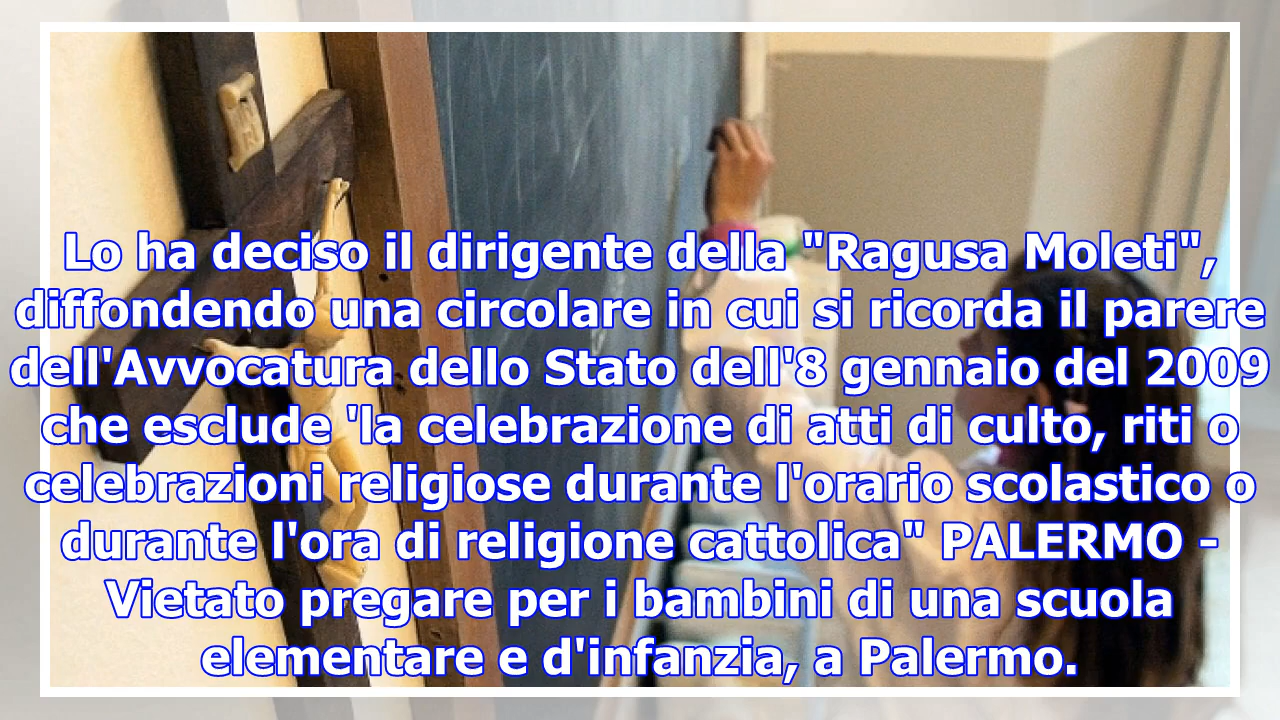 Lo ha deciso il dirigente della "Ragusa Moleti",
diffondendo una circolare in cui si ricorda il parere
dell'Avvocatura dello Stato dell'8 gennaio del 2009
che esclude 'la celebrazione di atti di culto, riti o
celebrazioni religiose durante l'orario scolastico o
durante l'ora di religione cattolica" PALERMO -
Vietato pregare per i bambini di una scuola
elementare e d'infanzia, a Palermo.